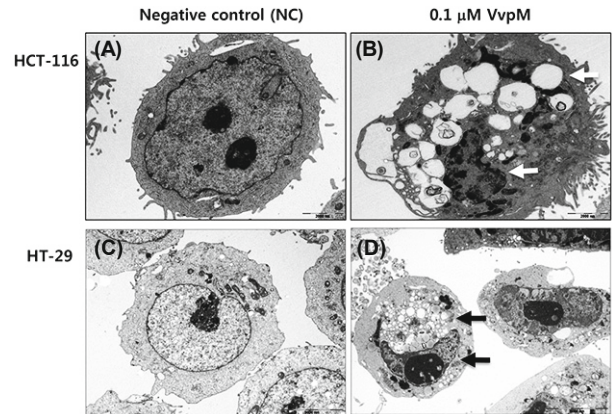 Negative control (NC) 0.1 μM VvpM
HCT-116 (A) (B)
HT-29 (C) (D)